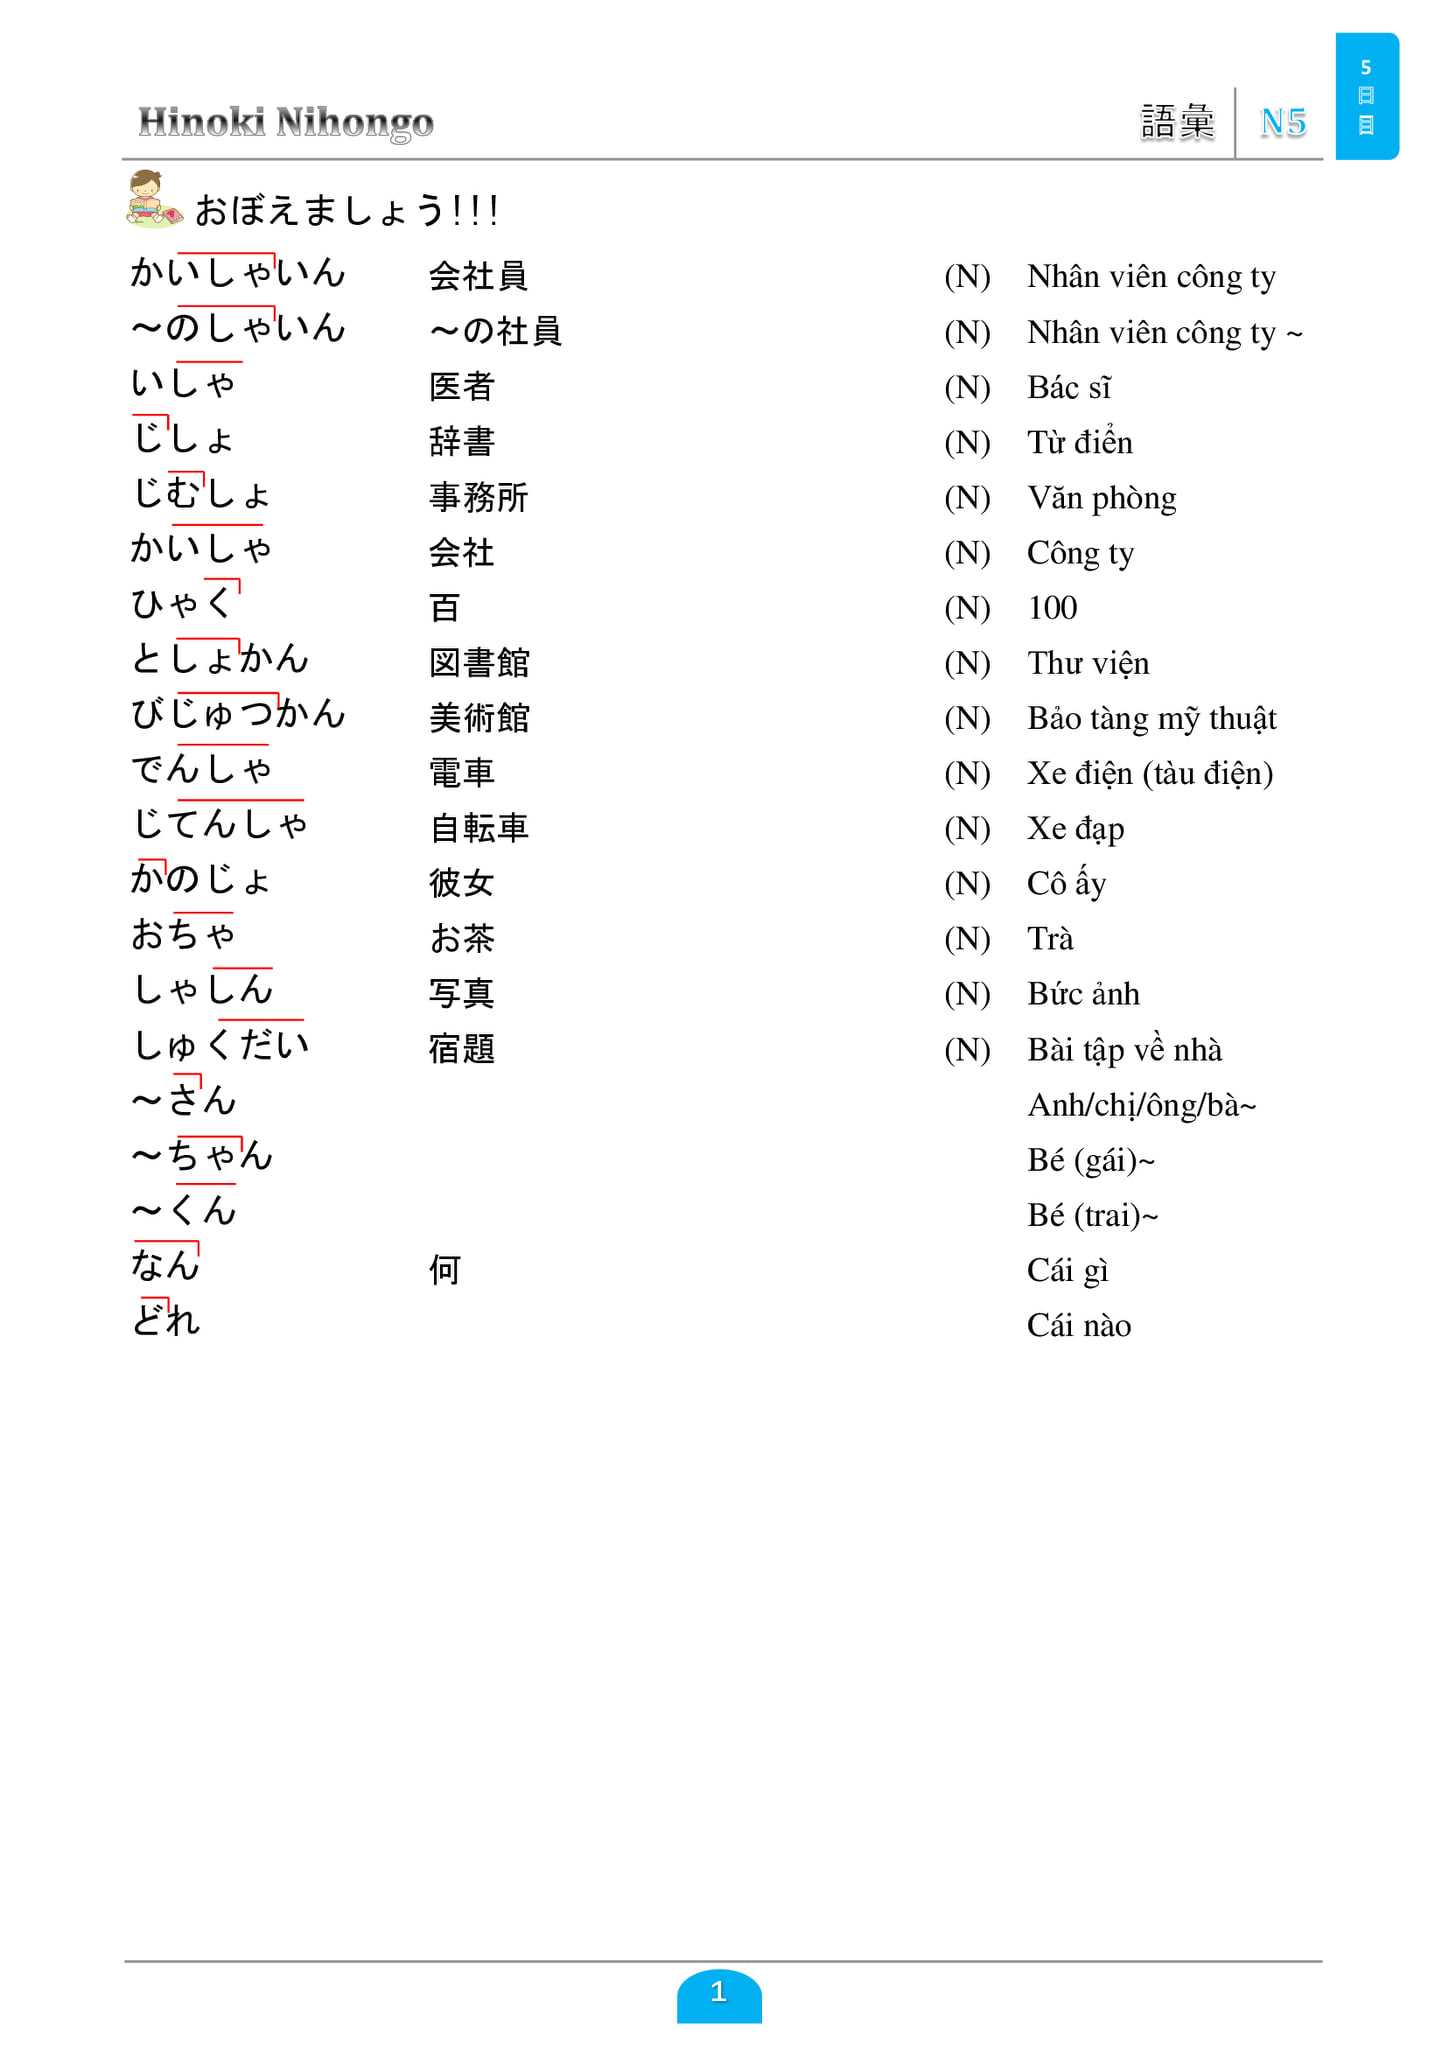 Hinoki Nihongo 語彙 N5
5
日
目
おぼえましょう!!!
かいしゃいん 会社員 (N) Nhân viên công ty
～のしゃいん ～の社員 (N) Nhân viên công ty ~
いしゃ 医者 (N) Bác sĩ
じしょ 辞書 (N) Từ điển
じむしょ 事務所 (N) Văn phòng
かいしゃ 会社 (N) Công ty
ひゃく 百 (N) 100
としょかん 図書館 (N) Thư viện
びじゅつかん 美術館 (N) Bảo tàng mỹ thuật
でんしゃ 電車 (N) Xe điện (tàu điện)
じてんしゃ 自転車 (N) Xe đạp
かのじょ 彼女 (N) Cô ấy
おちゃ お茶 (N) Trà
しゃしん 写真 (N) Bức ảnh
しゅくだい 宿題 (N) Bài tập về nhà
～さん Anh/chị/ông/bà~
～ちゃん Bé (gái)~
～くん Bé (trai)~
なん 何 Cái gì
どれ Cái nào
1